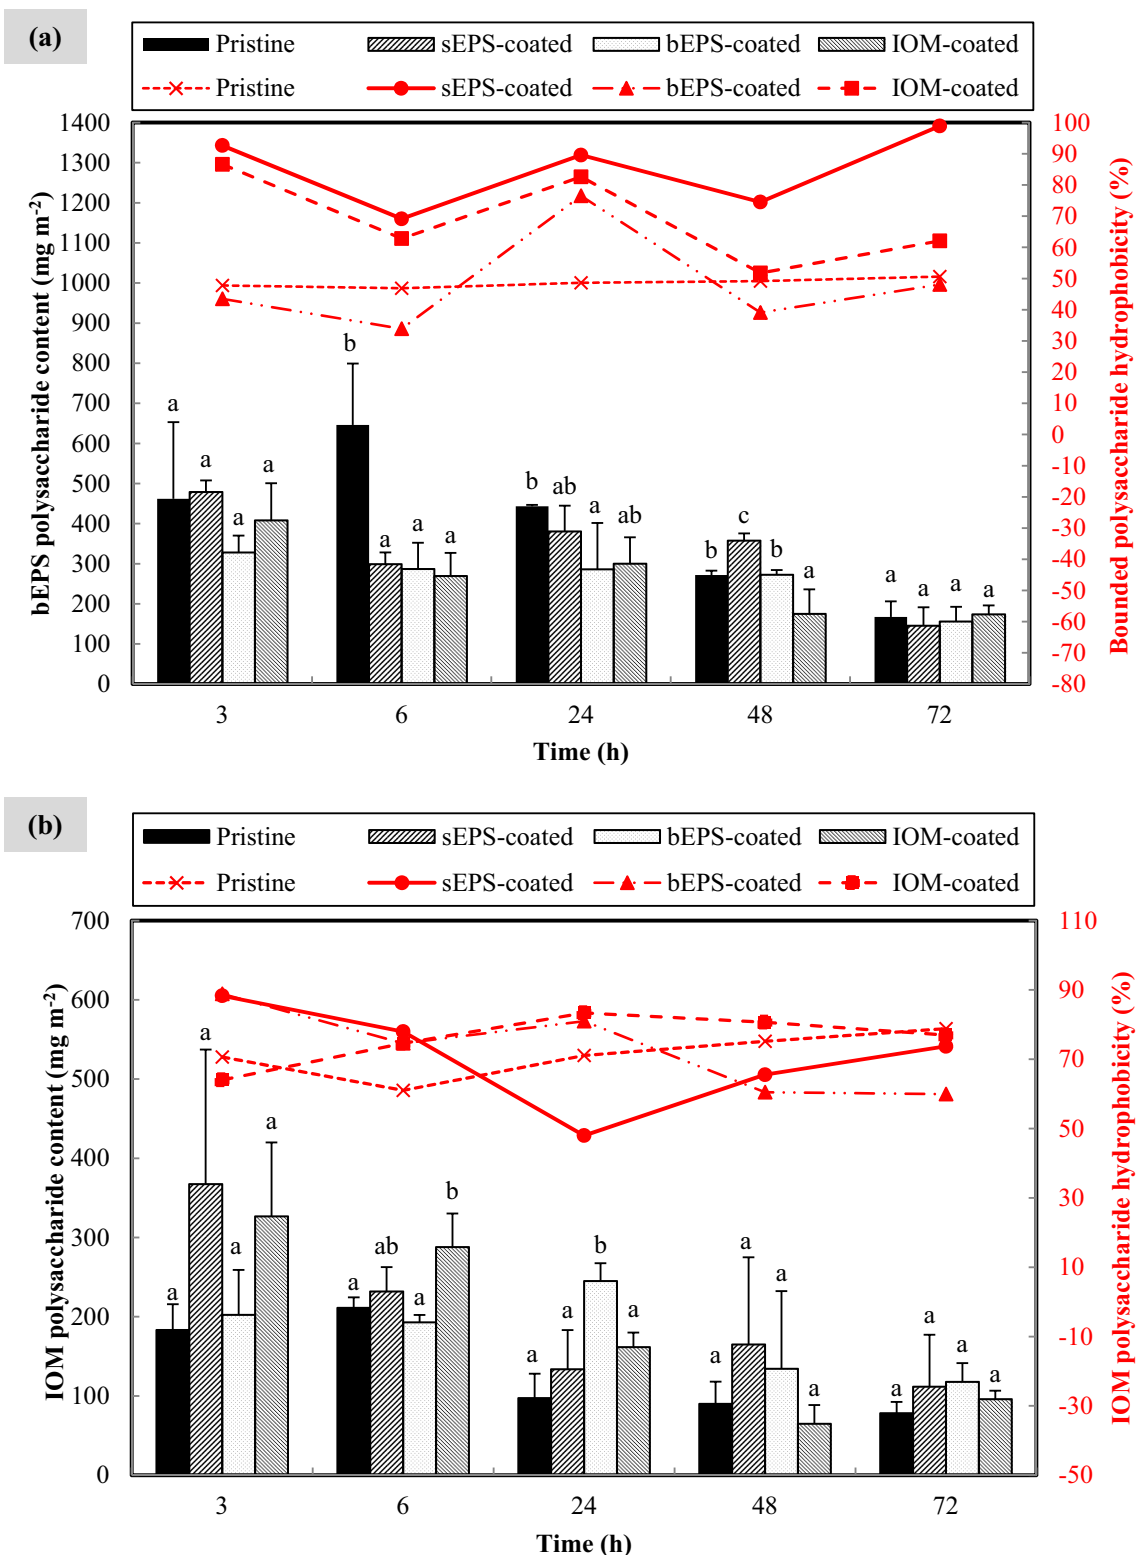 (a)
Pristine sEPS-coated bEPS-coated IOM-coated
Pristine sEPS-coated bEPS-coated IOM-coated
bEPS polysaccharide content (mg m⁻²)
1400
1300
1200
1100
1000
900
800
700
600
500
400
300
200
100
0
a a a a
b a a a
b ab a ab
b c b a
a a a a
100
90
80
70
60
50
40
30
20
10
0
-10
-20
-30
-40
-50
-60
-70
-80
Bounded polysaccharide hydrophobicity (%)
3 6 24 48 72
Time (h)
(b)
Pristine sEPS-coated bEPS-coated IOM-coated
Pristine sEPS-coated bEPS-coated IOM-coated
IOM polysaccharide content (mg m⁻²)
700
600
500
400
300
200
100
0
a a a a
a ab a b
a a b a
a a a a
a a a a
110
90
70
50
30
10
-10
-30
-50
IOM polysaccharide hydrophobicity (%)
3 6 24 48 72
Time (h)